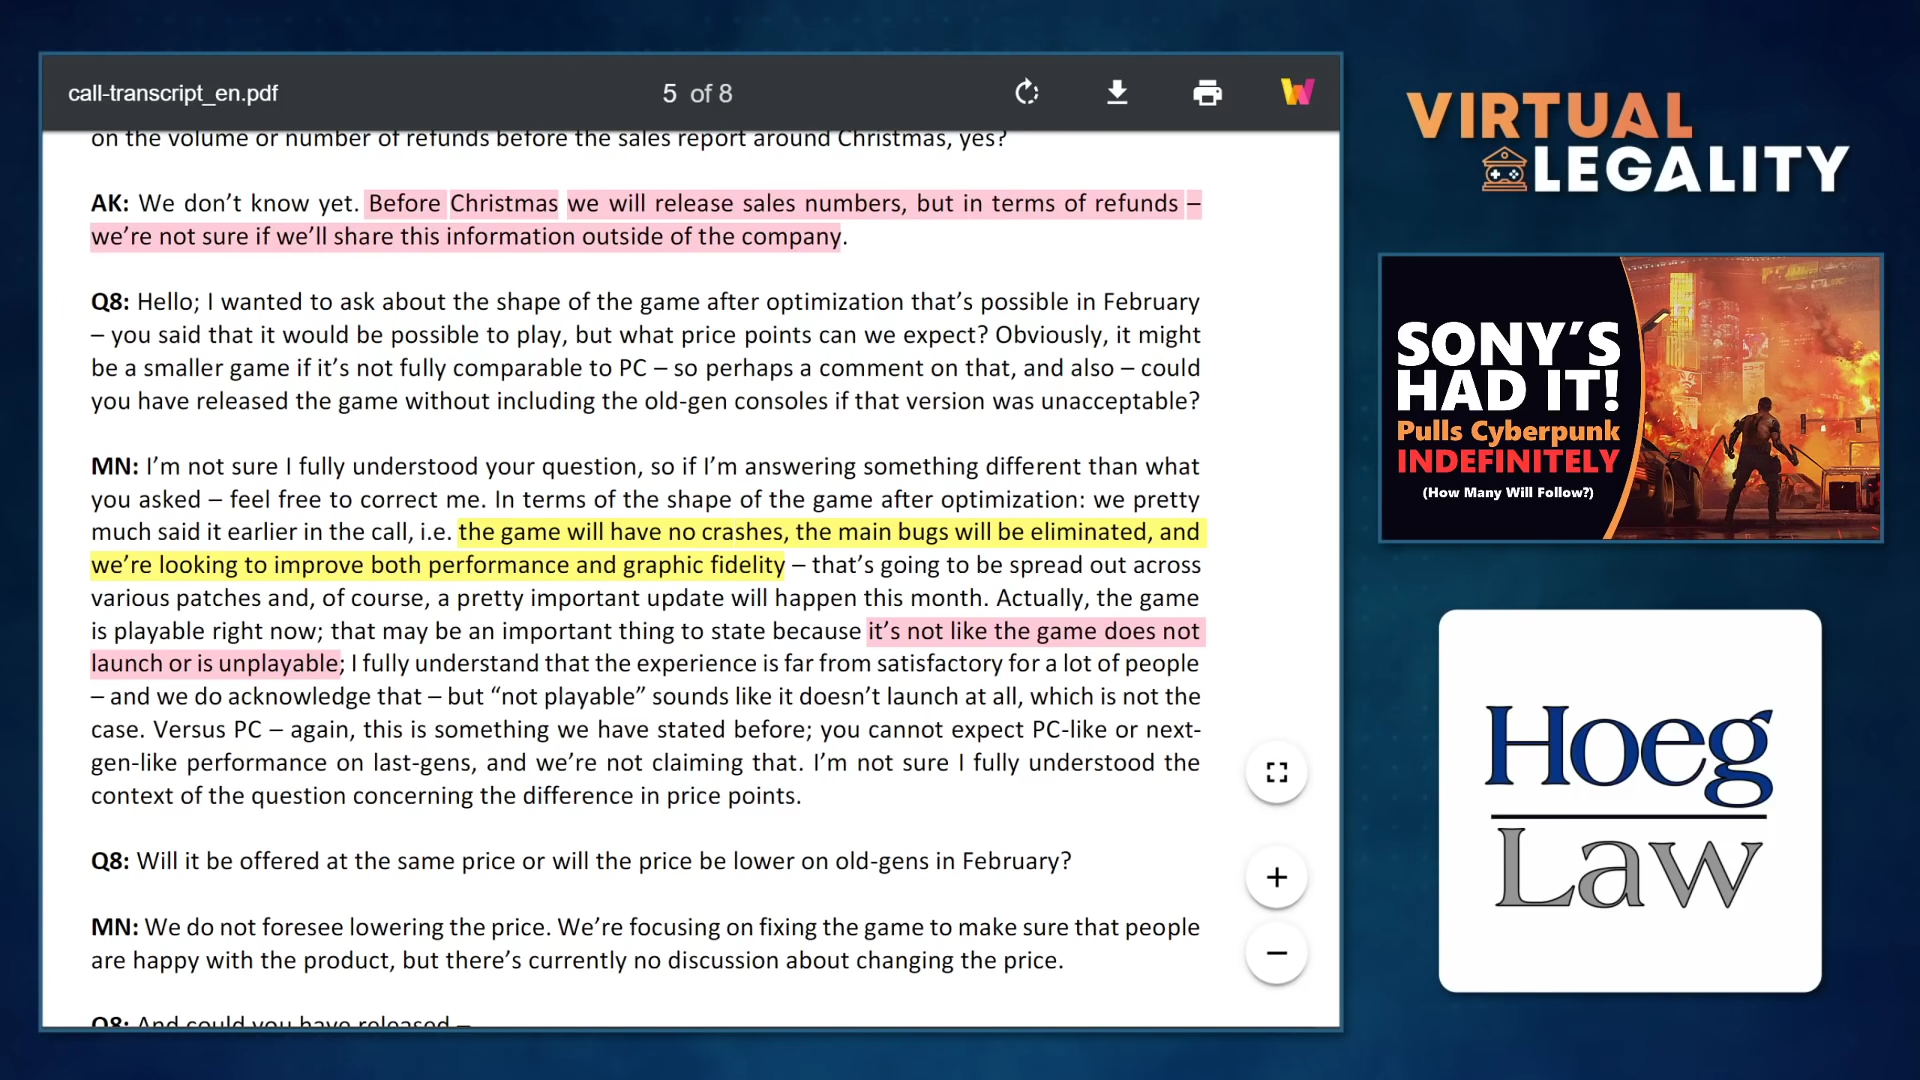 call-transcript_en.pdf
5 of 8
on the volume or number of refunds before the sales report around Christmas, yes?
AK: We don’t know yet. Before Christmas we will release sales numbers, but in terms of refunds –
we’re not sure if we’ll share this information outside of the company.
Q8: Hello; I wanted to ask about the shape of the game after optimization that’s possible in February
– you said that it would be possible to play, but what price points can we expect? Obviously, it might
be a smaller game if it’s not fully comparable to PC – so perhaps a comment on that, and also – could
you have released the game without including the old-gen consoles if that version was unacceptable?
MN: I’m not sure I fully understood your question, so if I’m answering something different than what
you asked – feel free to correct me. In terms of the shape of the game after optimization: we pretty
much said it earlier in the call, i.e. the game will have no crashes, the main bugs will be eliminated, and
we’re looking to improve both performance and graphic fidelity – that’s going to be spread out across
various patches and, of course, a pretty important update will happen this month. Actually, the game
is playable right now; that may be an important thing to state because it’s not like the game does not
launch or is unplayable; I fully understand that the experience is far from satisfactory for a lot of people
– and we do acknowledge that – but “not playable” sounds like it doesn’t launch at all, which is not the
case. Versus PC – again, this is something we have stated before; you cannot expect PC-like or next-
gen-like performance on last-gens, and we’re not claiming that. I’m not sure I fully understood the
context of the question concerning the difference in price points.
Q8: Will it be offered at the same price or will the price be lower on old-gens in February?
MN: We do not foresee lowering the price. We’re focusing on fixing the game to make sure that people
are happy with the product, but there’s currently no discussion about changing the price.
Q8: And could you have released –
VIRTUAL
LEGALITY
SONY’S
HAD IT!
Pulls Cyberpunk
INDEFINITELY
(How Many Will Follow?)
Hoeg
Law